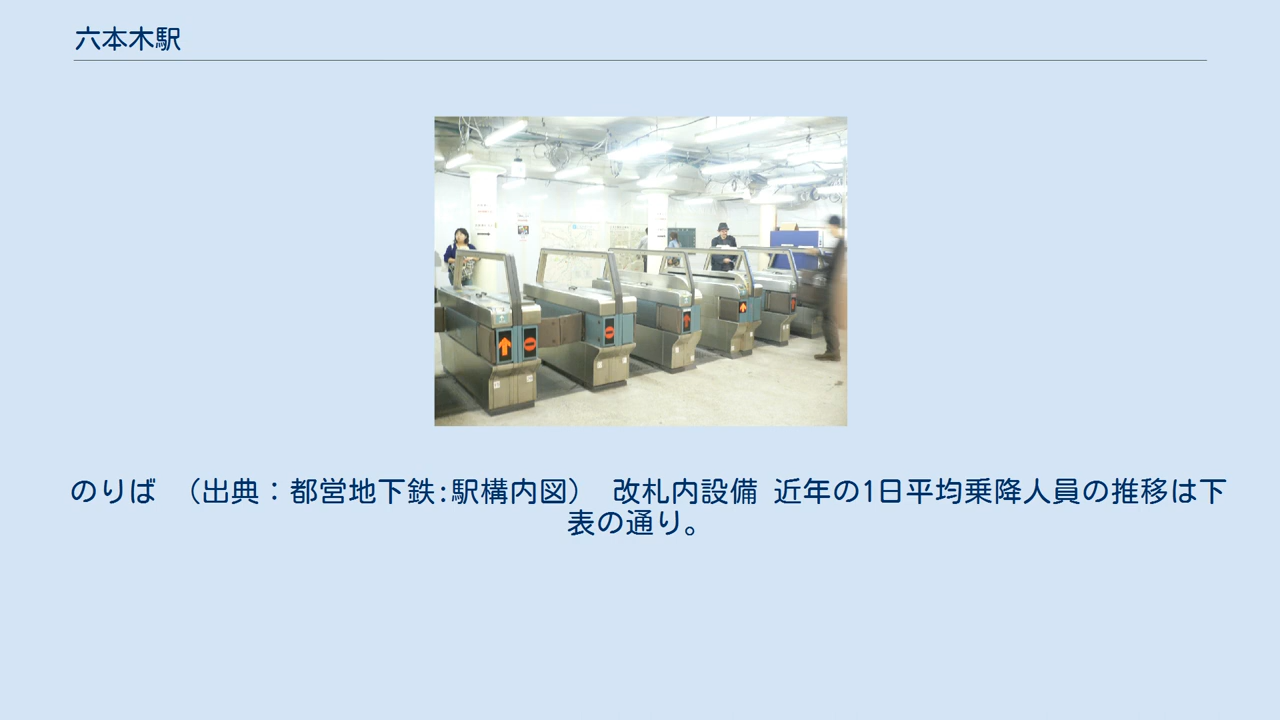 六本木駅
のりば （出典：都営地下鉄:駅構内図） 改札内設備 近年の1日平均乗降人員の推移は下
表の通り。